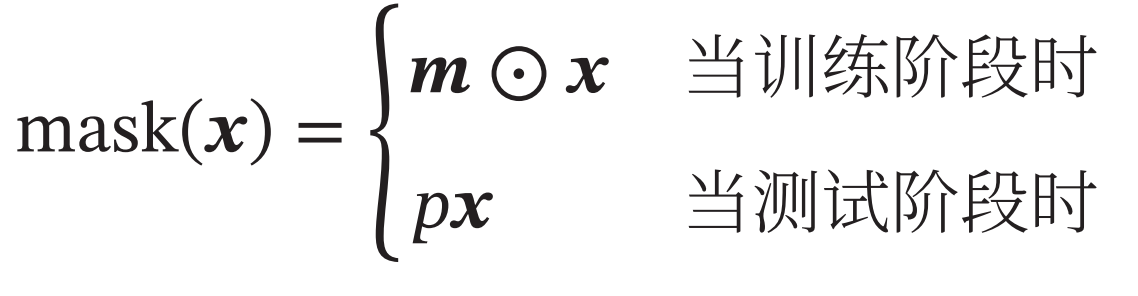 m ⊙ x 当训练阶段时
mask(x) = {
px 当测试阶段时